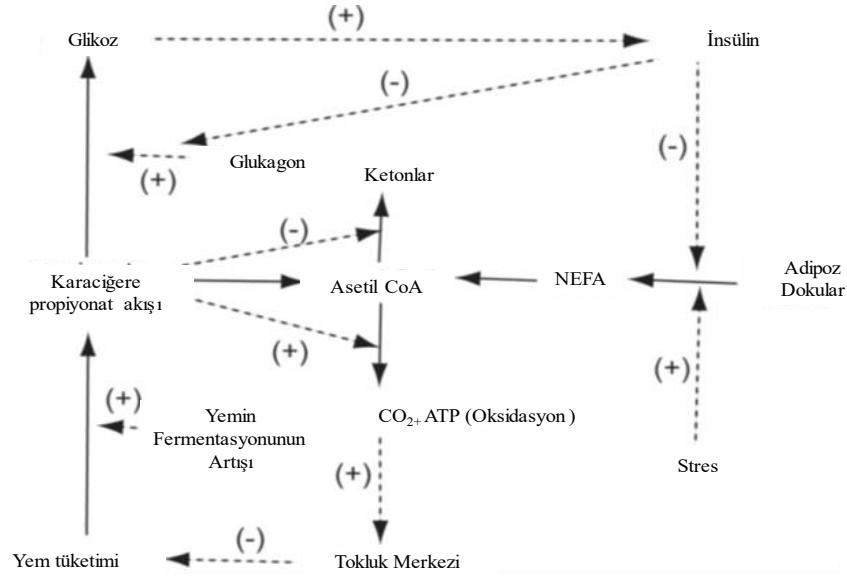 Glikoz
(+)
İnsülin
(-)
(-)
Glukagon
(+)
Ketonlar
(-)
Karaciğere
propiyonat akışı
Asetil CoA
NEFA
Adipoz
Dokular
(+)
(+)
(+)
Yemin
Fermentasyonunun
Artışı
CO₂+ ATP (Oksidasyon)
Stres
(+)
Yem tüketimi
(-)
Tokluk Merkezi